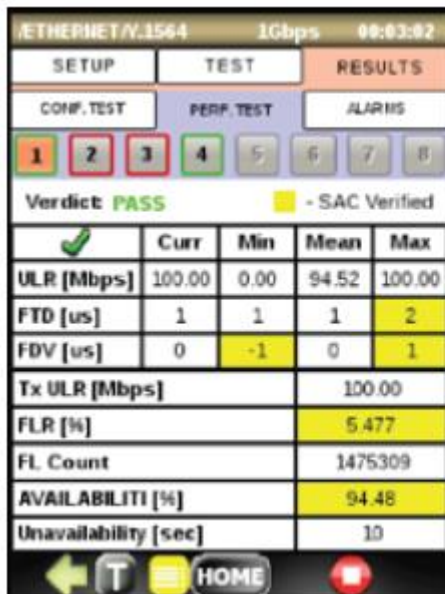 /ETHERNET/Y.1564 1Gbps 00:03:02
SETUP TEST RESULTS
CONF. TEST PERF. TEST ALARMS
1 2 3 4 5 6 7 8
Verdict: PASS - SAC Verified
Curr Min Mean Max
ULR [Mbps] 100.00 0.00 94.52 100.00
FTD [us] 1 1 1 2
FDV [us] 0 -1 0 1
Tx ULR [Mbps] 100.00
FLR [%] 5.477
FL Count 1475309
AVAILABILITI [%] 94.48
Unavailability [sec] 10
T HOME